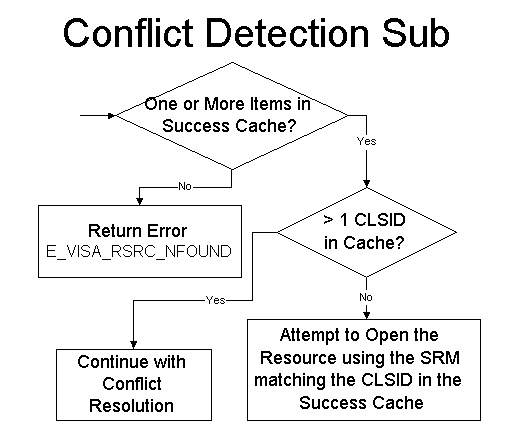 Conflict Detection Sub
One or More Items in
Success Cache?
Yes
No
Return Error
E_VISA_RSRC_NFOUND
> 1 CLSID
in Cache?
Yes
No
Continue with
Conflict
Resolution
Attempt to Open the
Resource using the SRM
matching the CLSID in the
Success Cache